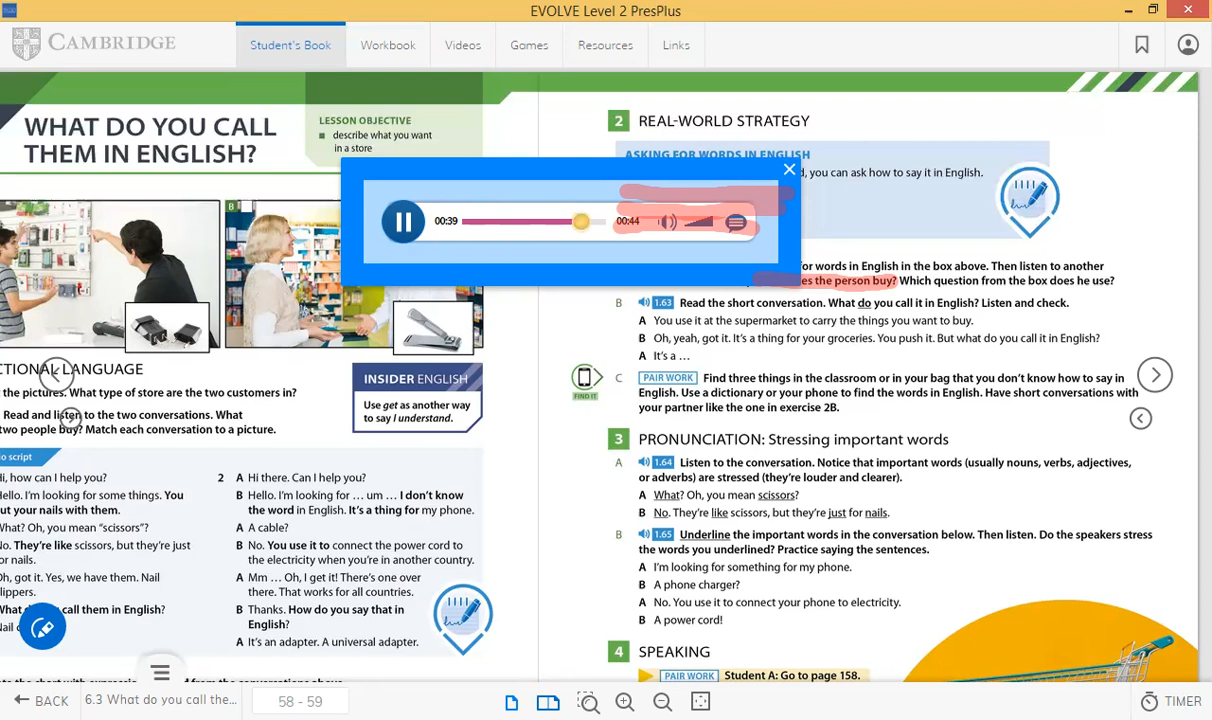 EVOLVE Level 2 PresPlus
CAMBRIDGE
Student's Book
Workbook
Videos
Games
Resources
Links
WHAT DO YOU CALL
THEM IN ENGLISH?
LESSON OBJECTIVE
describe what you want
in a store
B
CTIONAL LANGUAGE
the pictures. What type of store are the two customers in?
Read and listen to the two conversations. What
two people buy? Match each conversation to a picture.
INSIDER ENGLISH
Use get as another way
to say I understand.
io script
Hi, how can I help you?
Hello. I'm looking for some things. You
ut your nails with them.
What? Oh, you mean "scissors"?
No. They're like scissors, but they're just
or nails.
Oh, got it. Yes, we have them. Nail
lippers.
What call them in English?
Nail c
2 A Hi there. Can I help you?
B Hello. I'm looking for … um … I don't know
the word in English. It's a thing for my phone.
A A cable?
B No. You use it to connect the power cord to
the electricity when you're in another country.
A Mm … Oh, I get it! There's one over
there. That works for all countries.
B Thanks. How do you say that in
English?
A It's an adapter. A universal adapter.
00:39
00:44
2 REAL-WORLD STRATEGY
ASKING FOR WORDS IN ENGLISH
d, you can ask how to say it in English.
for words in English in the box above. Then listen to another
es the person buy? Which question from the box does he use?
B 1.63 Read the short conversation. What do you call it in English? Listen and check.
A You use it at the supermarket to carry the things you want to buy.
B Oh, yeah, got it. It's a thing for your groceries. You push it. But what do you call it in English?
A It's a …
FIND IT
C PAIR WORK Find three things in the classroom or in your bag that you don't know how to say in
English. Use a dictionary or your phone to find the words in English. Have short conversations with
your partner like the one in exercise 2B.
3 PRONUNCIATION: Stressing important words
A 1.64 Listen to the conversation. Notice that important words (usually nouns, verbs, adjectives,
or adverbs) are stressed (they're louder and clearer).
A What? Oh, you mean scissors?
B No. They're like scissors, but they're just for nails.
B 1.65 Underline the important words in the conversation below. Then listen. Do the speakers stress
the words you underlined? Practice saying the sentences.
A I'm looking for something for my phone.
B A phone charger?
A No. You use it to connect your phone to electricity.
B A power cord!
4 SPEAKING
PAIR WORK Student A: Go to page 158.
BACK
6.3 What do you call the...
58 - 59
TIMER